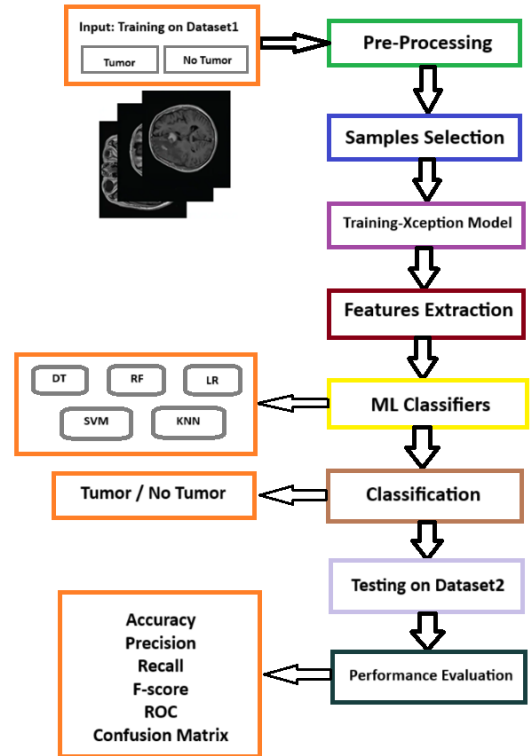 Input: Training on Dataset1
Tumor
No Tumor
Pre-Processing
Samples Selection
Training-Xception Model
Features Extraction
ML Classifiers
DT
RF
LR
SVM
KNN
Classification
Tumor / No Tumor
Testing on Dataset2
Performance Evaluation
Accuracy
Precision
Recall
F-score
ROC
Confusion Matrix